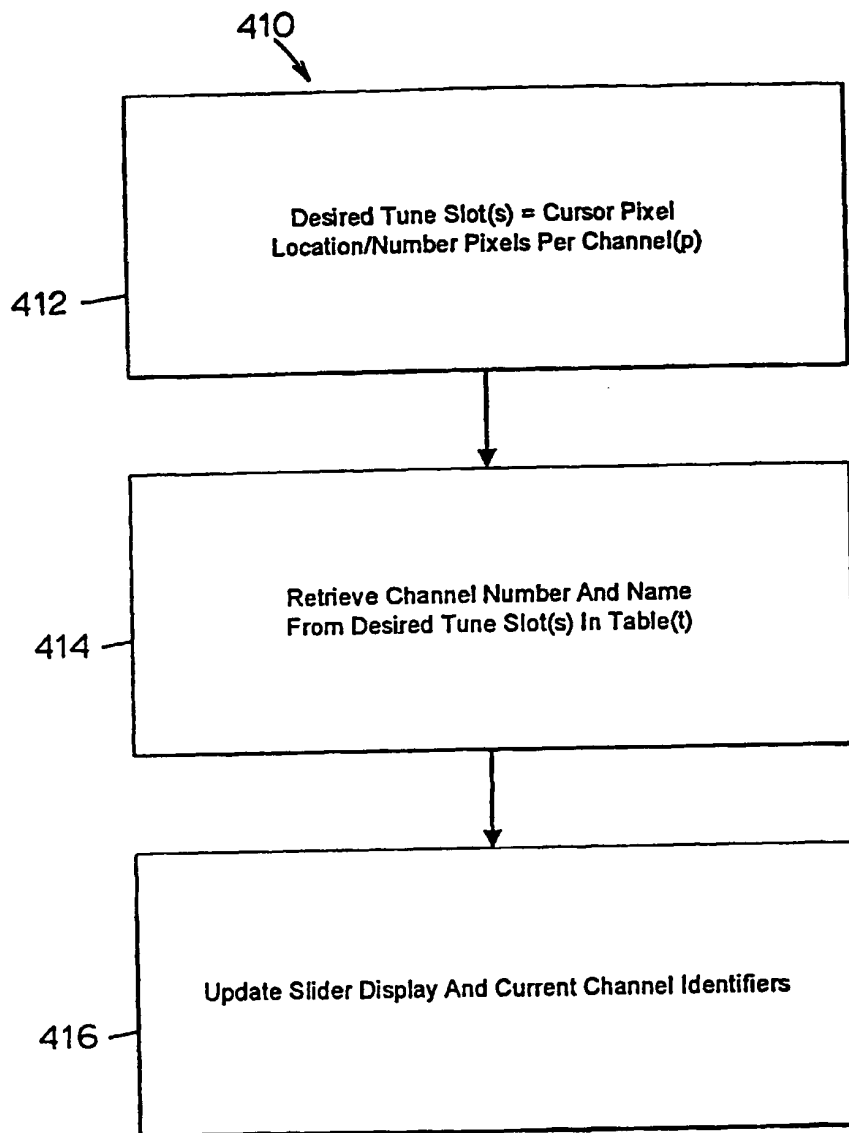 410
Desired Tune Slot(s) = Cursor Pixel
Location/Number Pixels Per Channel(p)
412
Retrieve Channel Number And Name
From Desired Tune Slot(s) In Table(t)
414
Update Slider Display And Current Channel Identifiers
416